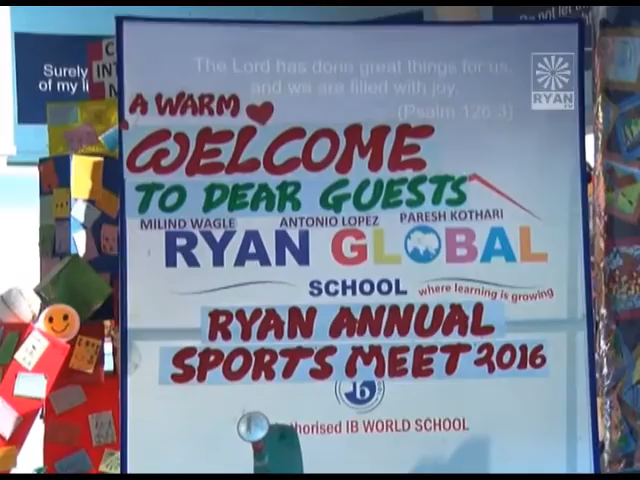 Surely
of my li
The Lord has done great things for us,
and we are filled with joy.
(Psalm 126:3)
RYAN
A WARM
WELCOME
TO DEAR GUESTS
MILIND WAGLE ANTONIO LOPEZ PARESH KOTHARI
RYAN GLOBAL
SCHOOL where learning is growing
RYAN ANNUAL
SPORTS MEET 2016
thorised IB WORLD SCHOOL